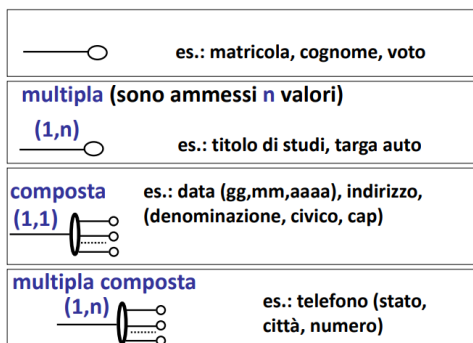 es.: matricola, cognome, voto
multipla (sono ammessi n valori)
(1,n)
es.: titolo di studi, targa auto
composta
(1,1)
es.: data (gg,mm,aaaa), indirizzo,
(denominazione, civico, cap)
multipla composta
(1,n)
es.: telefono (stato,
città, numero)